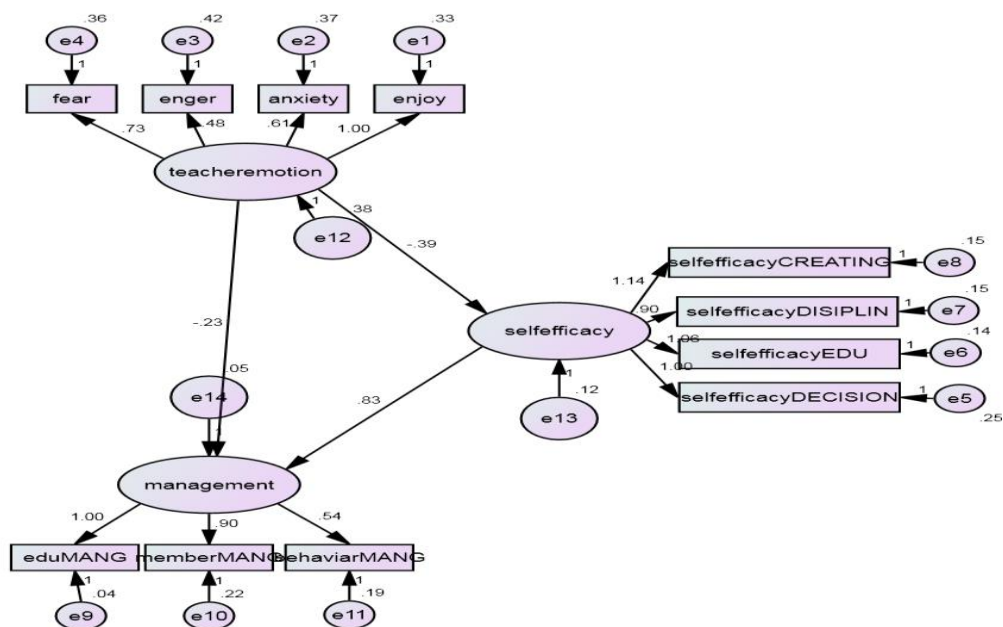 .36 .42 .37 .33
e4 e3 e2 e1
1 1 1 1
fear enger anxiety enjoy
.73 .48 .61 1.00
teacheremotion
1 .38
e12
-.39
.15
selfefficacyCREATING 1 e8
1.14
.15
.90 selfefficacyDISIPLIN 1 e7
-.23
selfefficacy
.14
1.06 selfefficacyEDU 1 e6
1.00
.05
1 .12
selfefficacyDECISION 1 e5
e14 .83
e13 .25
1
management
1.00 .90 .54
eduMANG memberMANG behaviarMANG
1 1 1
.04 .22 .19
e9 e10 e11